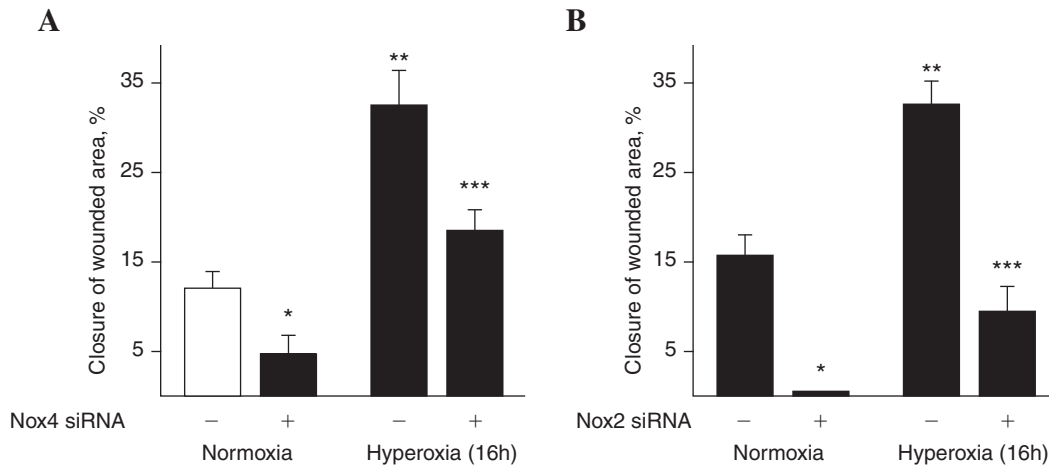 A
Closure of wounded area, %
35
25
15
5
*
**
***
Nox4 siRNA − + − +
Normoxia Hyperoxia (16h)
B
Closure of wounded area, %
35
25
15
5
*
**
***
Nox2 siRNA − + − +
Normoxia Hyperoxia (16h)